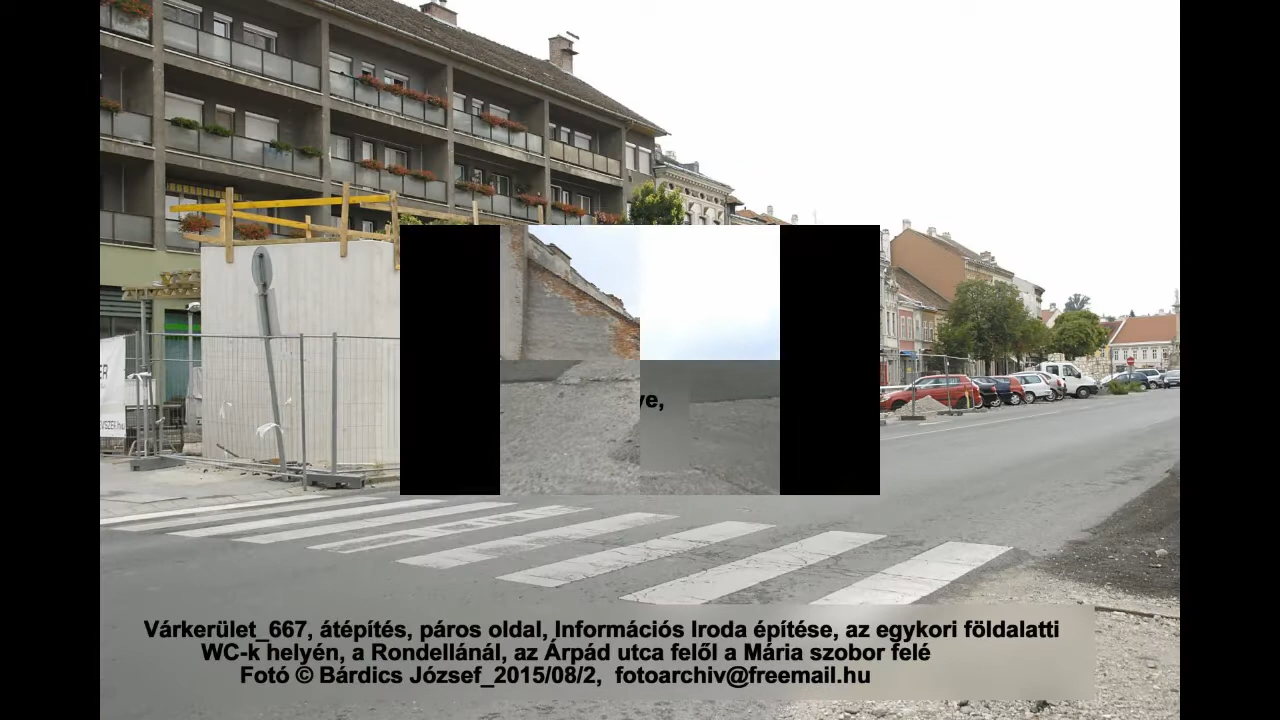 ye,
Várkerület_667, átépítés, páros oldal, Információs Iroda építése, az egykori földalatti
WC-k helyén, a Rondellánál, az Árpád utca felől a Mária szobor felé
Fotó © Bárdics József_2015/08/2, fotoarchiv@freemail.hu